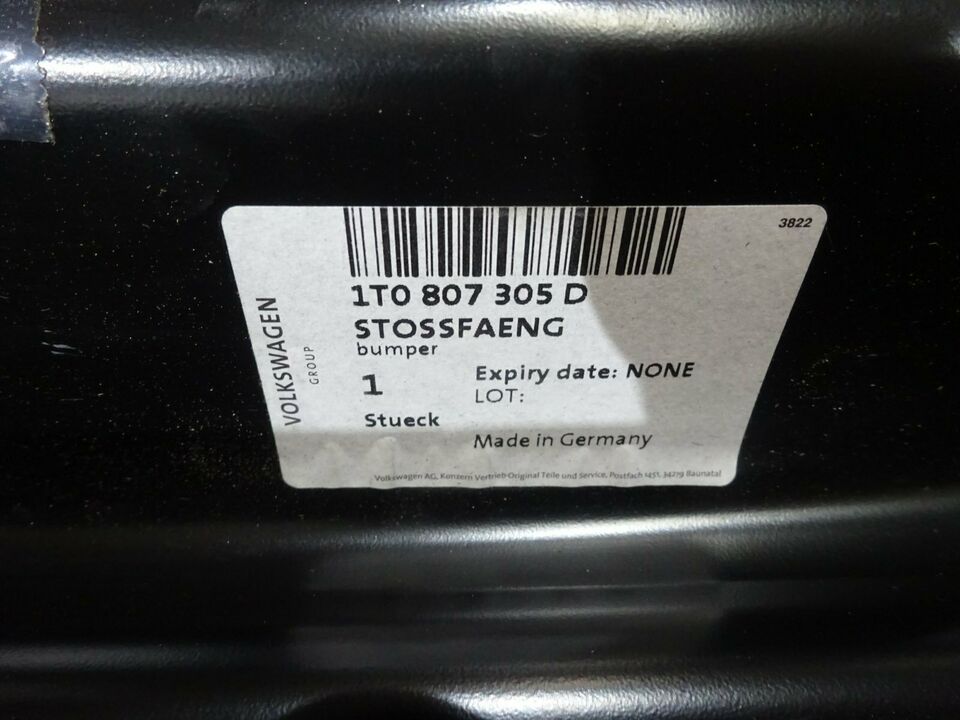 3822
1T0 807 305 D
STOSSFAENG
bumper
VOLKSWAGEN
GROUP
1
Stueck
Expiry date: NONE
LOT:
Made in Germany
Volkswagen AG, Konzern Vertrieb Original Teile und Service, Postfach 1451, 34219 Baunatal